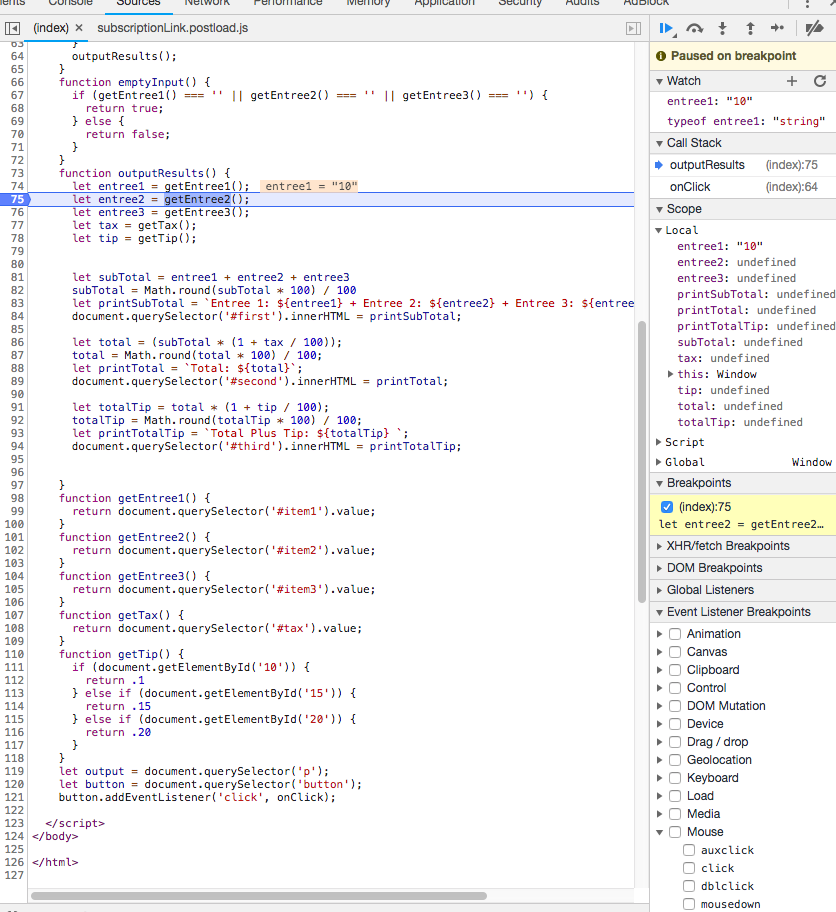 Console Sources Network Performance Memory Application Security Audits AdBlock
(index) × subscriptionLink.postload.js
63 }
64 outputResults();
65 }
66 function emptyInput() {
67 if (getEntree1() === '' || getEntree2() === '' || getEntree3() === '') {
68 return true;
69 } else {
70 return false;
71 }
72 }
73 function outputResults() {
74 let entree1 = getEntree1(); entree1 = "10"
75 let entree2 = getEntree2();
76 let entree3 = getEntree3();
77 let tax = getTax();
78 let tip = getTip();
79
80
81 let subTotal = entree1 + entree2 + entree3
82 subTotal = Math.round(subTotal * 100) / 100
83 let printSubTotal = `Entree 1: ${entree1} + Entree 2: ${entree2} + Entree 3: ${entree
84 document.querySelector('#first').innerHTML = printSubTotal;
85
86 let total = (subTotal * (1 + tax / 100));
87 total = Math.round(total * 100) / 100;
88 let printTotal = `Total: ${total}`;
89 document.querySelector('#second').innerHTML = printTotal;
90
91 let totalTip = total * (1 + tip / 100);
92 totalTip = Math.round(totalTip * 100) / 100;
93 let printTotalTip = `Total Plus Tip: ${totalTip} `;
94 document.querySelector('#third').innerHTML = printTotalTip;
95
96
97 }
98 function getEntree1() {
99 return document.querySelector('#item1').value;
100 }
101 function getEntree2() {
102 return document.querySelector('#item2').value;
103 }
104 function getEntree3() {
105 return document.querySelector('#item3').value;
106 }
107 function getTax() {
108 return document.querySelector('#tax').value;
109 }
110 function getTip() {
111 if (document.getElementById('10')) {
112 return .1
113 } else if (document.getElementById('15')) {
114 return .15
115 } else if (document.getElementById('20')) {
116 return .20
117 }
118 }
119 let output = document.querySelector('p');
120 let button = document.querySelector('button');
121 button.addEventListener('click', onClick);
122
123 </script>
124 </body>
125
126 </html>
127
Paused on breakpoint
Watch
entree1: "10"
typeof entree1: "string"
Call Stack
outputResults (index):75
onClick (index):64
Scope
Local
entree1: "10"
entree2: undefined
entree3: undefined
printSubTotal: undefined
printTotal: undefined
printTotalTip: undefined
subTotal: undefined
tax: undefined
this: Window
tip: undefined
total: undefined
totalTip: undefined
Script
Global Window
Breakpoints
(index):75
let entree2 = getEntree2…
XHR/fetch Breakpoints
DOM Breakpoints
Global Listeners
Event Listener Breakpoints
Animation
Canvas
Clipboard
Control
DOM Mutation
Device
Drag / drop
Geolocation
Keyboard
Load
Media
Mouse
auxclick
click
dblclick
mousedown